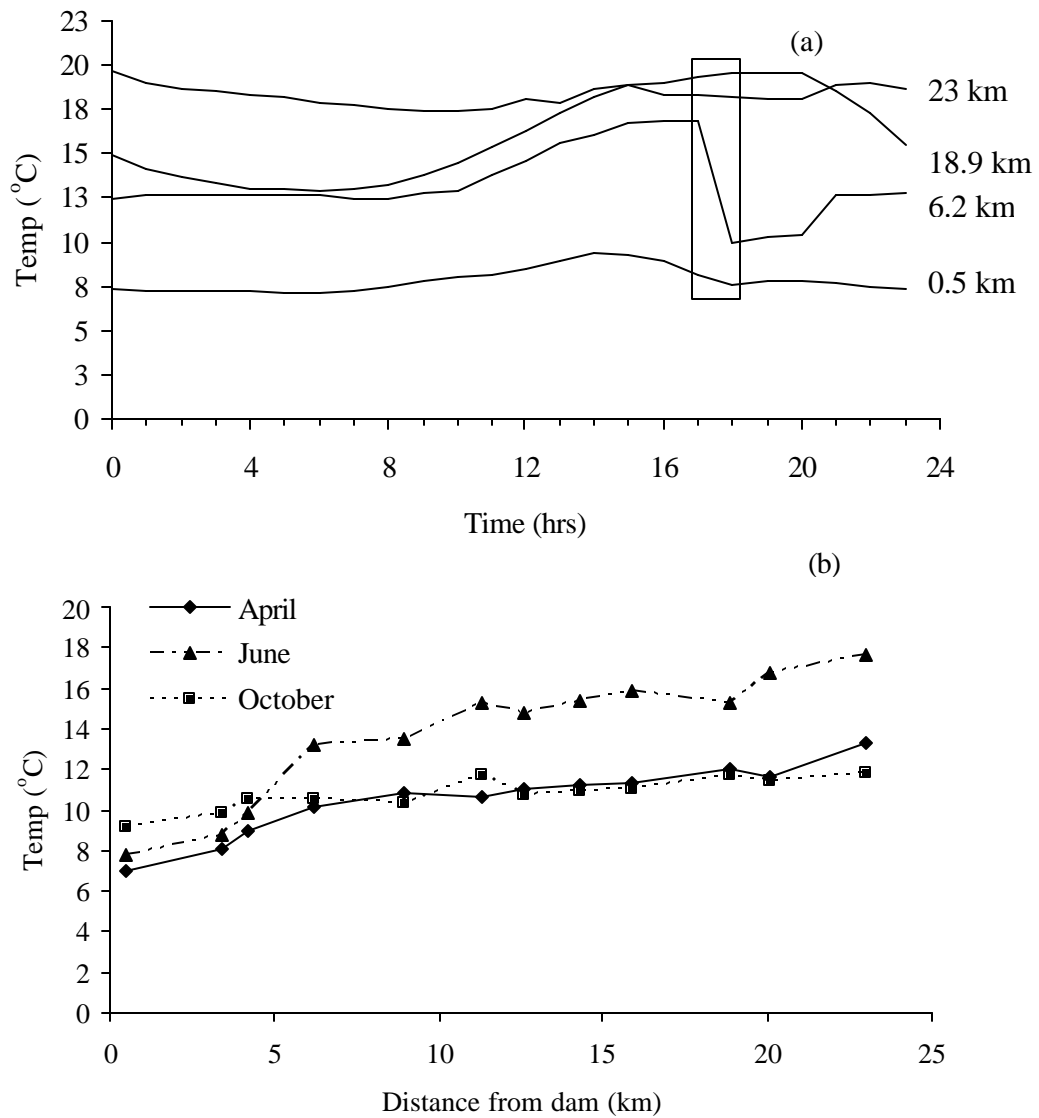 (a)
23
20
18
15
13
10
8
5
3
0
Temp (°C)
23 km
18.9 km
6.2 km
0.5 km
0 4 8 12 16 20 24
Time (hrs)
(b)
April
June
October
20
18
16
14
12
10
8
6
4
2
0
Temp (°C)
0 5 10 15 20 25
Distance from dam (km)